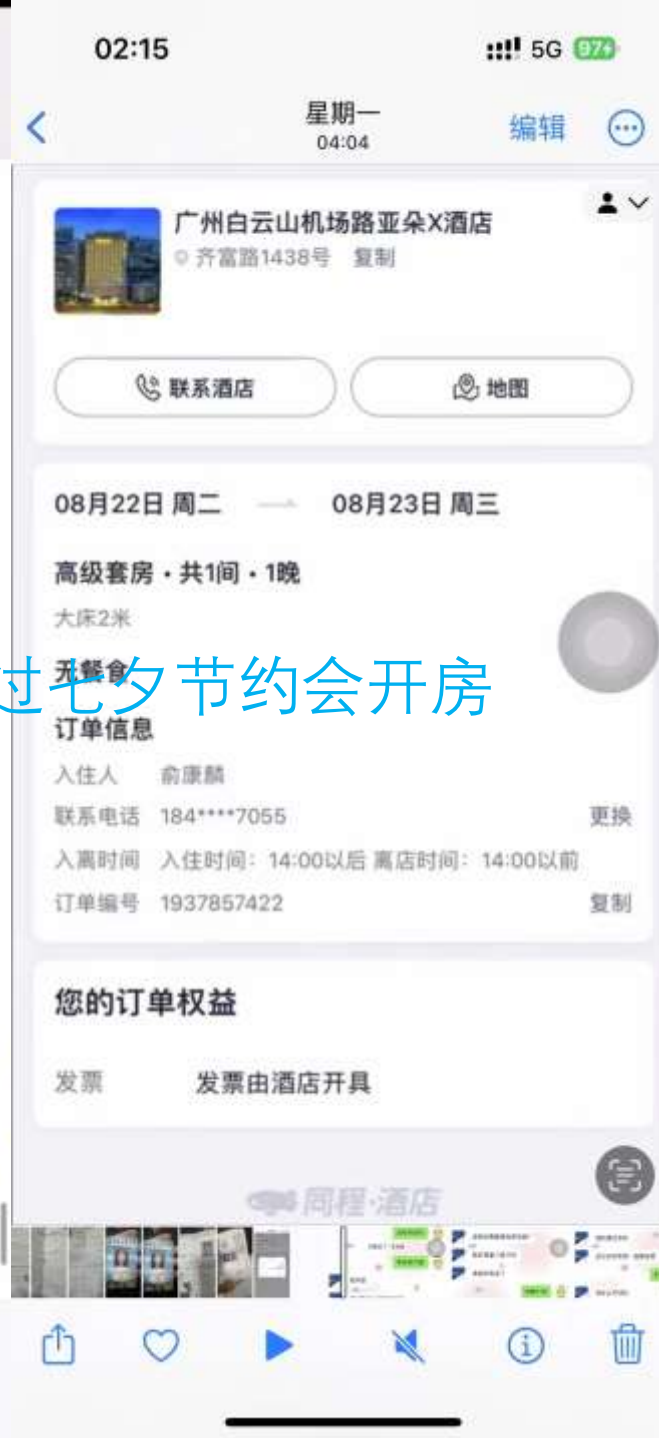 02:15
5G 97
星期一
04:04
编辑
广州白云山机场路亚朵X酒店
齐富路1438号 复制
联系酒店
地图
08月22日 周二
08月23日 周三
高级套房·共1间·1晚
大床2米
无餐食
过七夕节约会开房
订单信息
入住人 俞康麟
联系电话 184****7055 更换
入离时间 入住时间：14:00以后 离店时间：14:00以前
订单编号 1937857422 复制
您的订单权益
发票 发票由酒店开具
同程·酒店